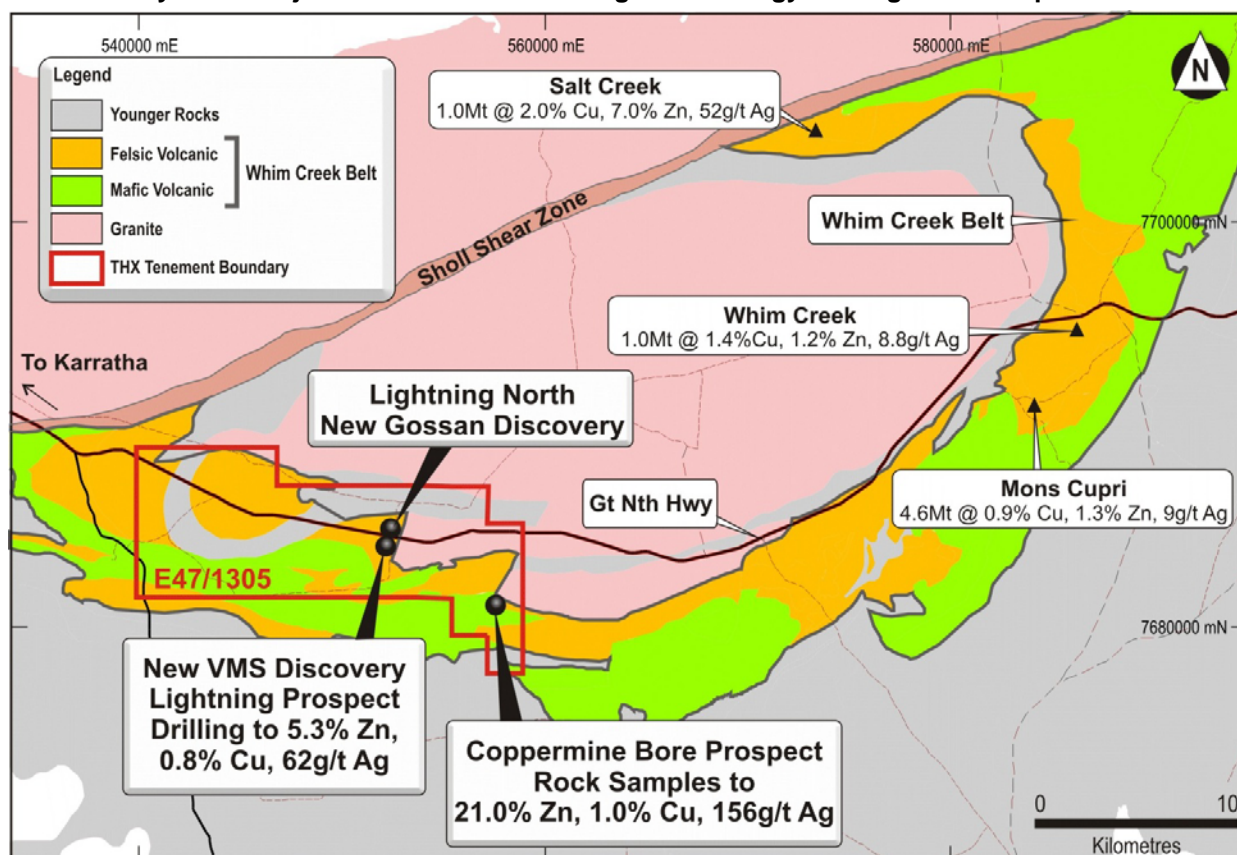 540000 mE
560000 mE
580000 mE
N
Legend
Younger Rocks
Felsic Volcanic
Mafic Volcanic
Whim Creek Belt
Granite
THX Tenement Boundary
Salt Creek
1.0Mt @ 2.0% Cu, 7.0% Zn, 52g/t Ag
Whim Creek Belt
7700000 mN
Sholl Shear Zone
Whim Creek
1.0Mt @ 1.4%Cu, 1.2% Zn, 8.8g/t Ag
To Karratha
Lightning North
New Gossan Discovery
Gt Nth Hwy
Mons Cupri
4.6Mt @ 0.9% Cu, 1.3% Zn, 9g/t Ag
E47/1305
7680000 mN
New VMS Discovery
Lightning Prospect
Drilling to 5.3% Zn,
0.8% Cu, 62g/t Ag
Coppermine Bore Prospect
Rock Samples to
21.0% Zn, 1.0% Cu, 156g/t Ag
0 10
Kilometres